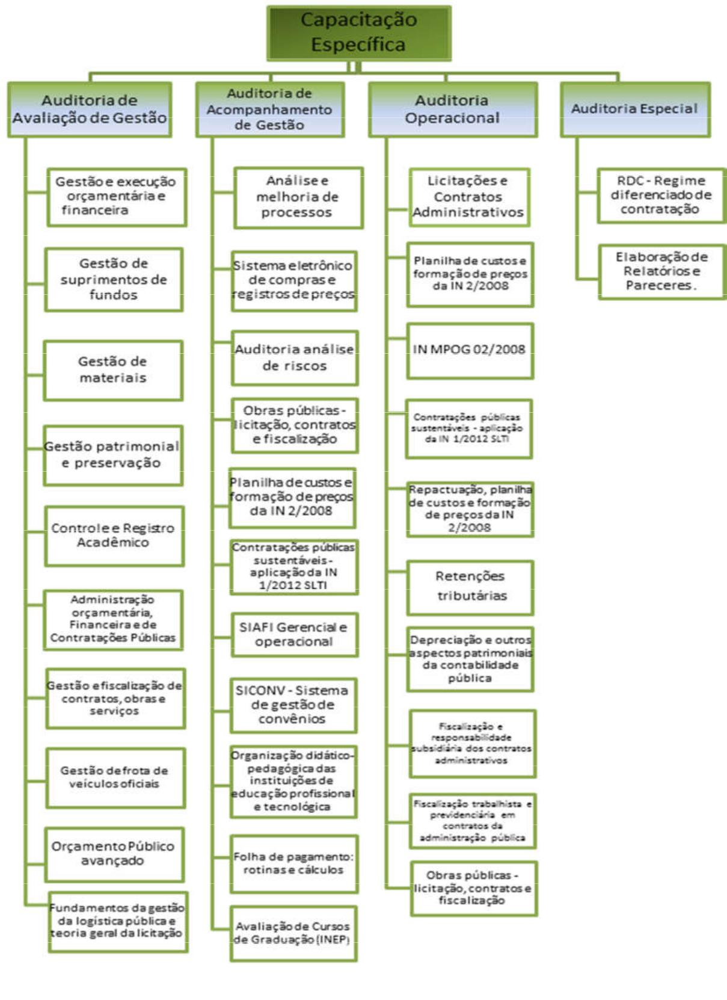 Capacitação
Específica
Auditoria de
Avaliação de Gestão
Gestão e execução
orçamentária e
financeira
Gestão de
suprimentos de
fundos
Gestão de
materiais
Gestão patrimonial
e preservação
Controle e Registro
Acadêmico
Administração
orçamentária,
Financeira e de
Contratações Públicas
Gestão e fiscalização de
contratos, obras e
serviços
Gestão de frota de
veículos oficiais
Orçamento Público
avançado
Fundamentos da gestão
da logística pública e
teoria geral da licitação
Auditoria de
Acompanhamento
de Gestão
Análise e
melhoria de
processos
Sistema eletrônico
de compras e
registros de preços
Auditoria análise
de riscos
Obras públicas -
licitação, contratos
e fiscalização
Planilha de custos e
formação de preços
da IN 2/2008
Contratações públicas
sustentáveis -
aplicação da IN
1/2012 SLTI
SIAFI Gerencial e
operacional
SICONV - Sistema
de gestão de
convênios
Organização didático-
pedagógica das
instituições de
educação profissional
e tecnológica
Folha de pagamento:
rotinas e cálculos
Avaliação de Cursos
de Graduação (INEP)
Auditoria
Operacional
Licitações e
Contratos
Administrativos
Planilha de custos e
formação de preços
da IN 2/2008
IN MPOG 02/2008
Contratações públicas
sustentáveis - aplicação
da IN 1/2012 SLTI
Repactuação, planilha
de custos e formação
de preços da IN
2/2008
Retenções
tributárias
Depreciação e outros
aspectos patrimoniais
da contabilidade
pública
Fiscalização e
responsabilidade
subsidiária dos contratos
administrativos
Fiscalização trabalhista e
previdenciária em
contratos da
administração pública
Obras públicas -
licitação, contratos e
fiscalização
Auditoria Especial
RDC - Regime
diferenciado de
contratação
Elaboração de
Relatórios e
Pareceres.